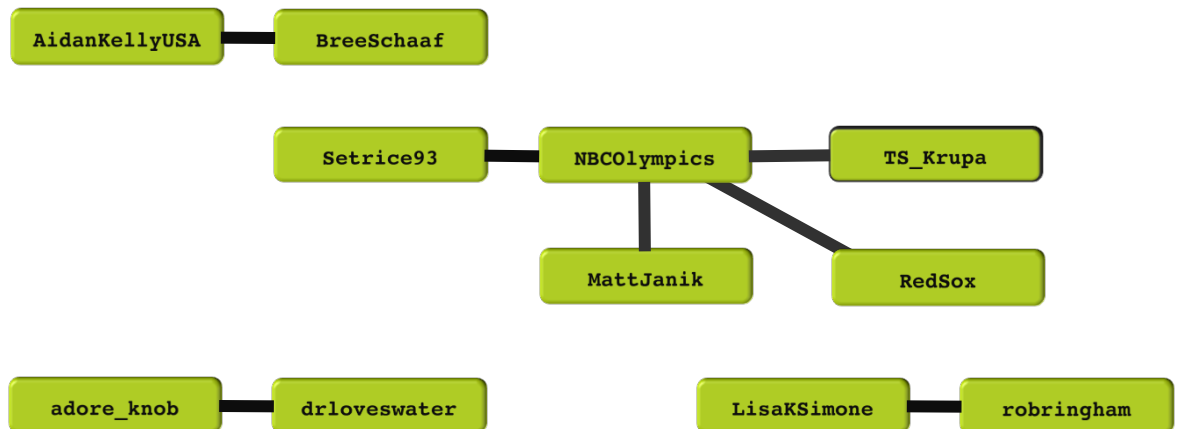 AidanKellyUSA
BreeSchaaf
Setrice93
NBCOlympics
TS_Krupa
MattJanik
RedSox
adore_knob
drloveswater
LisaKSimone
robringham